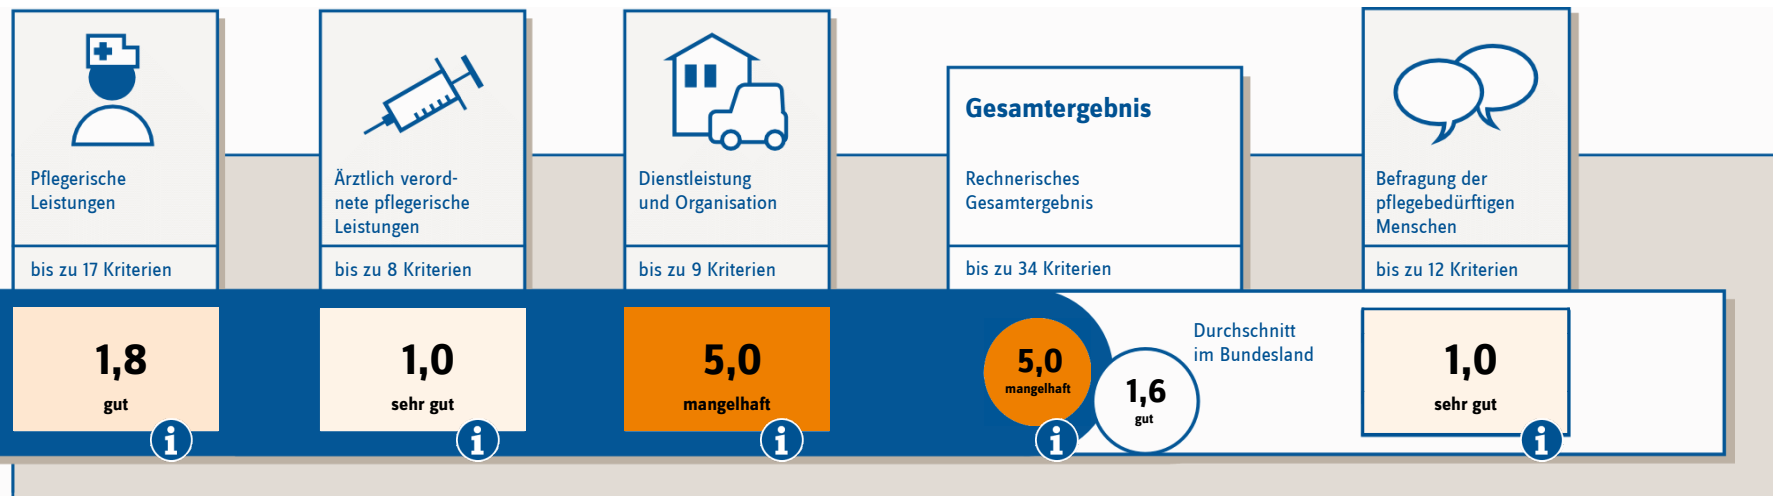 Pflegerische
Leistungen
bis zu 17 Kriterien
1,8
gut
i
Ärztlich verord-
nete pflegerische
Leistungen
bis zu 8 Kriterien
1,0
sehr gut
i
Dienstleistung
und Organisation
bis zu 9 Kriterien
5,0
mangelhaft
i
Gesamtergebnis
Rechnerisches
Gesamtergebnis
bis zu 34 Kriterien
5,0
mangelhaft
i
1,6
gut
Durchschnitt
im Bundesland
Befragung der
pflegebedürftigen
Menschen
bis zu 12 Kriterien
1,0
sehr gut
i